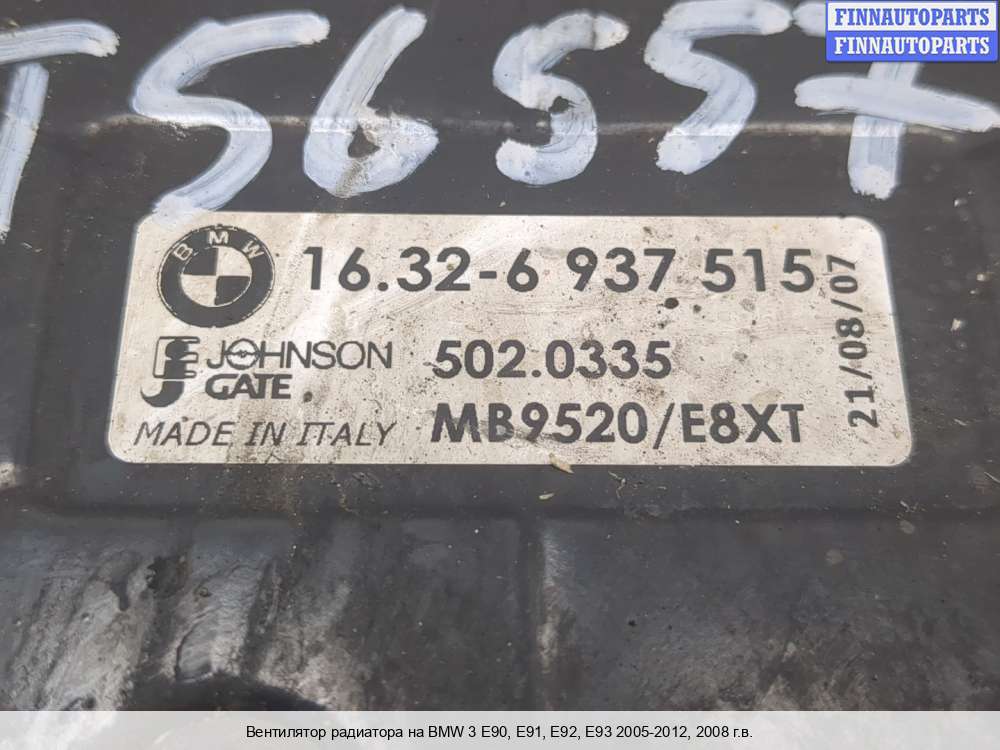 FINNAUTOPARTS
FINNAUTOPARTS
TS6557
BMW
16.32-6 937 515
21/08/07
JOHNSON
GATE
502.0335
MADE IN ITALY
MB9520/E8XT
Вентилятор радиатора на BMW 3 E90, E91, E92, E93 2005-2012, 2008 г.в.